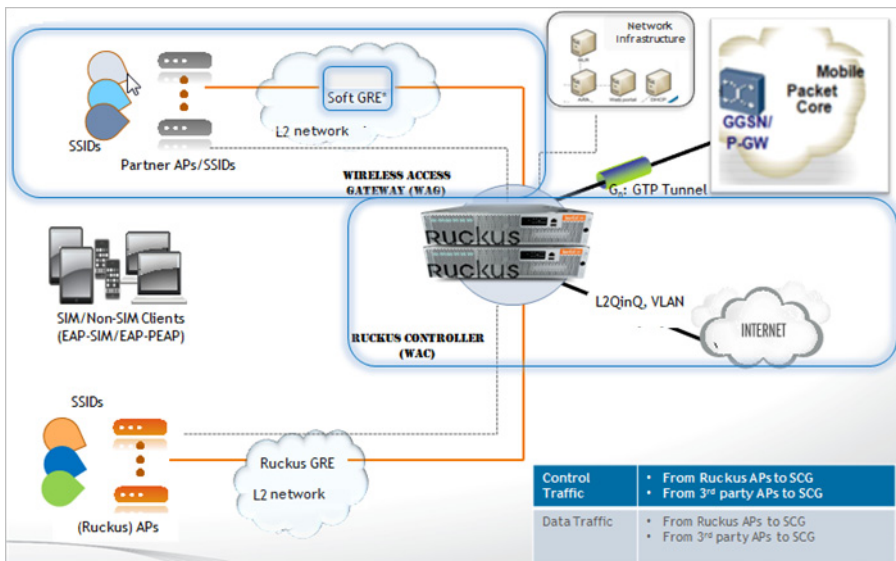 Network
Infrastructure
Mobile
Packet
Core
GGSN/
P-GW
Soft GRE*
L2 network
SSIDs
Partner APs/SSIDs
WIRELESS ACCESS
GATEWAY (WAG)
Gn: GTP Tunnel
RUCKUS
RUCKUS
SIM/Non-SIM Clients
(EAP-SIM/EAP-PEAP)
L2QinQ, VLAN
INTERNET
RUCKUS CONTROLLER
(WAC)
SSIDs
Ruckus GRE
L2 network
(Ruckus) APs
Control
Traffic
• From Ruckus APs to SCG
• From 3rd party APs to SCG
Data Traffic
• From Ruckus APs to SCG
• From 3rd party APs to SCG